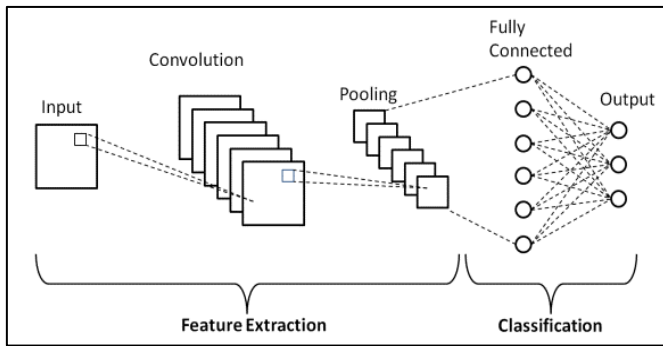 Fully
Connected
Convolution
Pooling
Input
Output
Feature Extraction
Classification